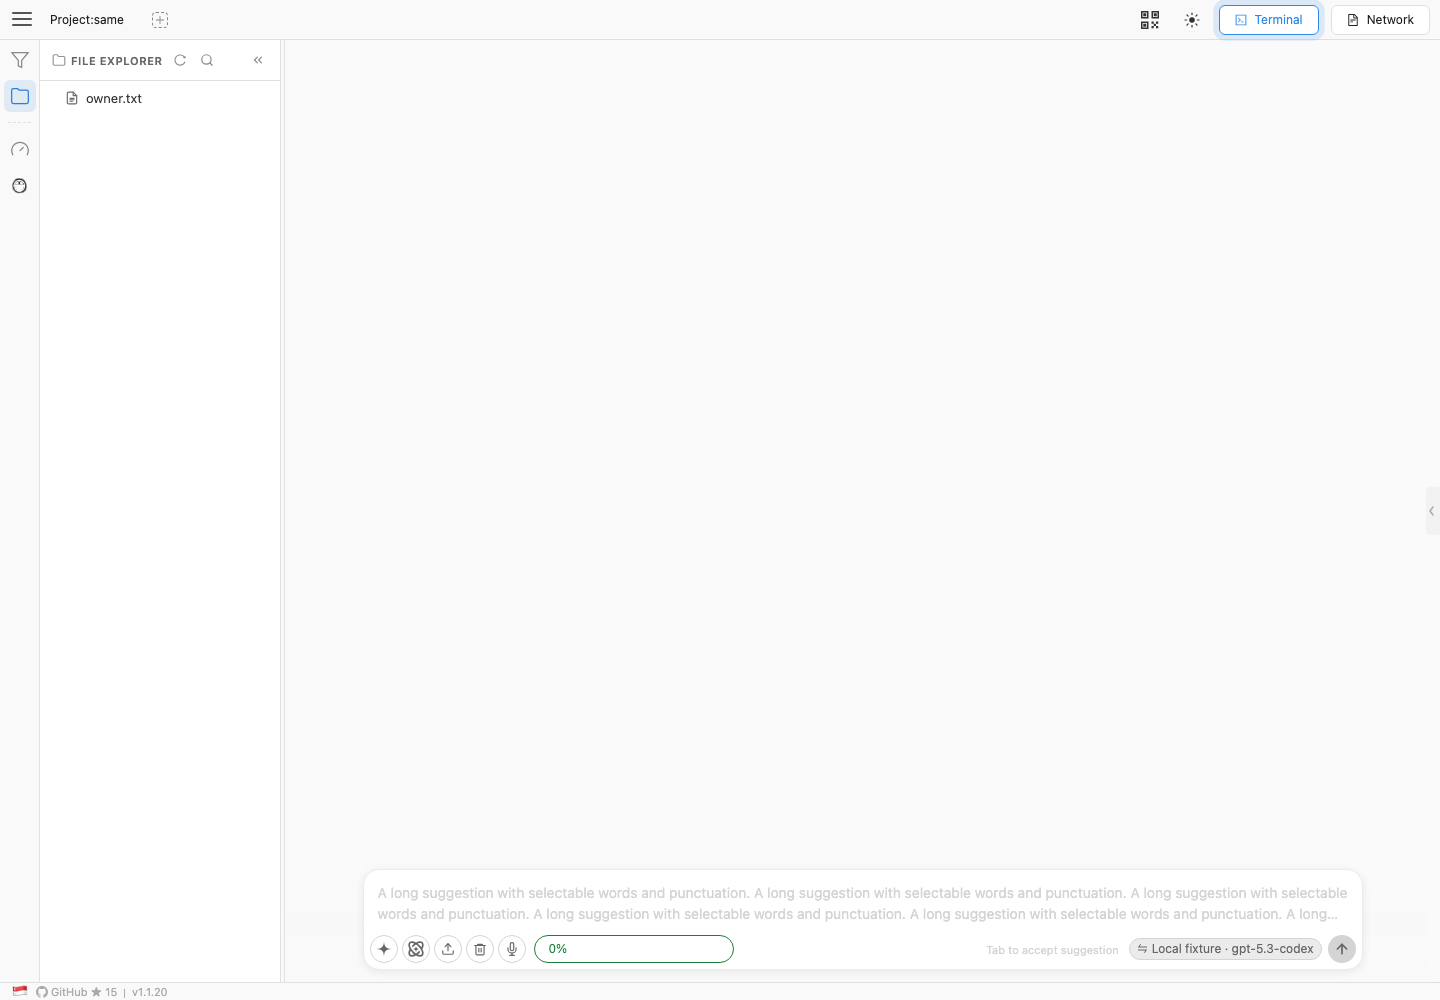 Project:same
Terminal
Network
FILE EXPLORER
owner.txt
A long suggestion with selectable words and punctuation. A long suggestion with selectable words and punctuation. A long suggestion with selectable
words and punctuation. A long suggestion with selectable words and punctuation. A long suggestion with selectable words and punctuation. A long...
0%
Tab to accept suggestion
Local fixture · gpt-5.3-codex
GitHub ★ 15 | v1.1.20